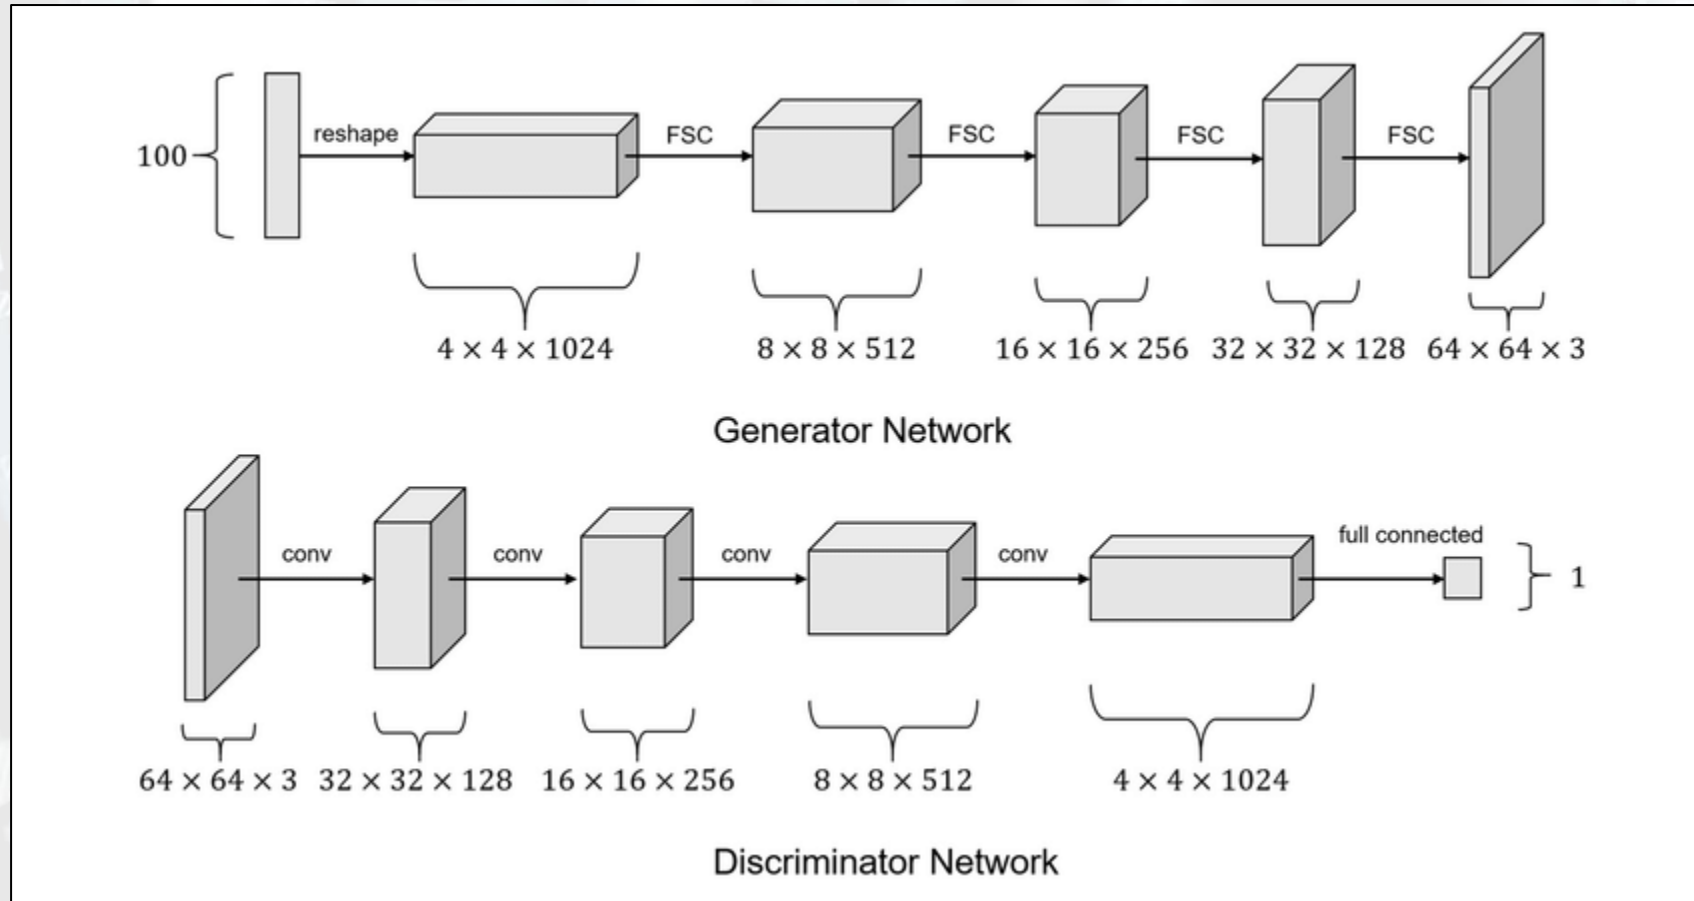 100
reshape
FSC
FSC
FSC
FSC
4 × 4 × 1024
8 × 8 × 512
16 × 16 × 256
32 × 32 × 128
64 × 64 × 3
Generator Network
conv
conv
conv
conv
full connected
1
64 × 64 × 3
32 × 32 × 128
16 × 16 × 256
8 × 8 × 512
4 × 4 × 1024
Discriminator Network